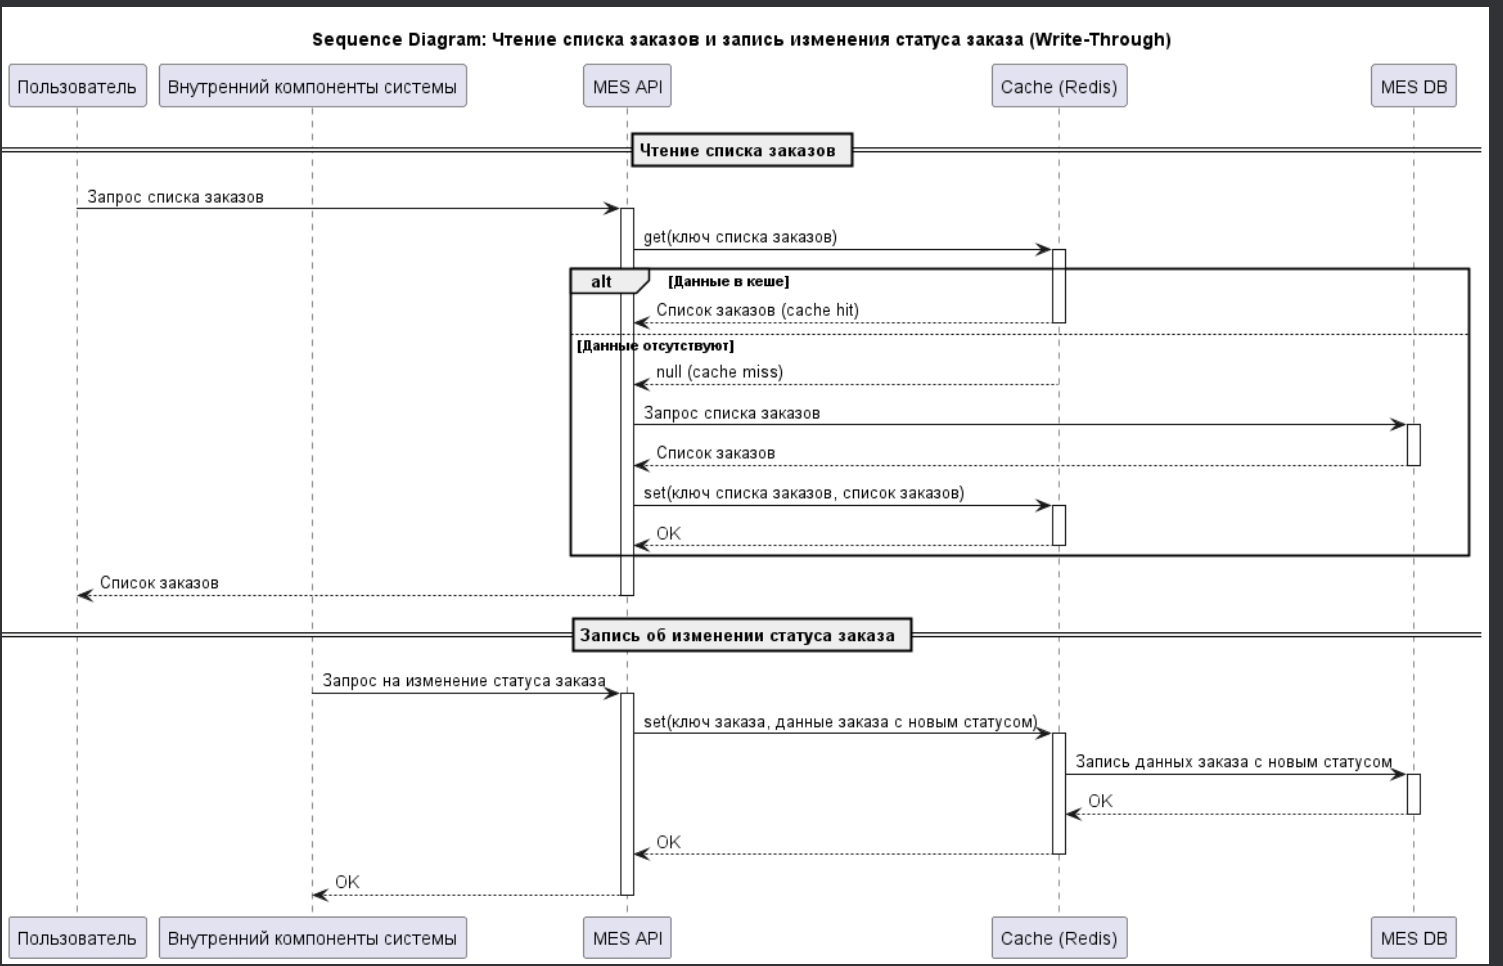 Sequence Diagram: Чтение списка заказов и запись изменения статуса заказа (Write-Through)
Пользователь
Внутренний компоненты системы
MES API
Cache (Redis)
MES DB
Чтение списка заказов
Запрос списка заказов
get(ключ списка заказов)
alt
[Данные в кеше]
Список заказов (cache hit)
[Данные отсутствуют]
null (cache miss)
Запрос списка заказов
Список заказов
set(ключ списка заказов, список заказов)
OK
Список заказов
Запись об изменении статуса заказа
Запрос на изменение статуса заказа
set(ключ заказа, данные заказа с новым статусом)
Запись данных заказа с новым статусом
OK
OK
OK
Пользователь
Внутренний компоненты системы
MES API
Cache (Redis)
MES DB